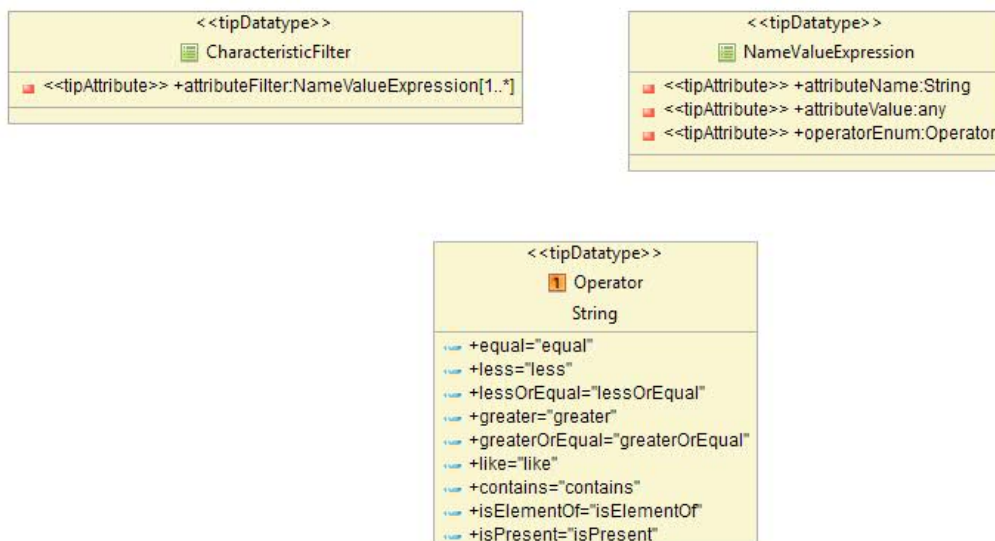 <<tipDatatype>>
CharacteristicFilter
<<tipAttribute>> +attributeFilter:NameValueExpression[1..*]
<<tipDatatype>>
NameValueExpression
<<tipAttribute>> +attributeName:String
<<tipAttribute>> +attributeValue:any
<<tipAttribute>> +operatorEnum:Operator
<<tipDatatype>>
1 Operator
String
+equal="equal"
+less="less"
+lessOrEqual="lessOrEqual"
+greater="greater"
+greaterOrEqual="greaterOrEqual"
+like="like"
+contains="contains"
+isElementOf="isElementOf"
+isPresent="isPresent"